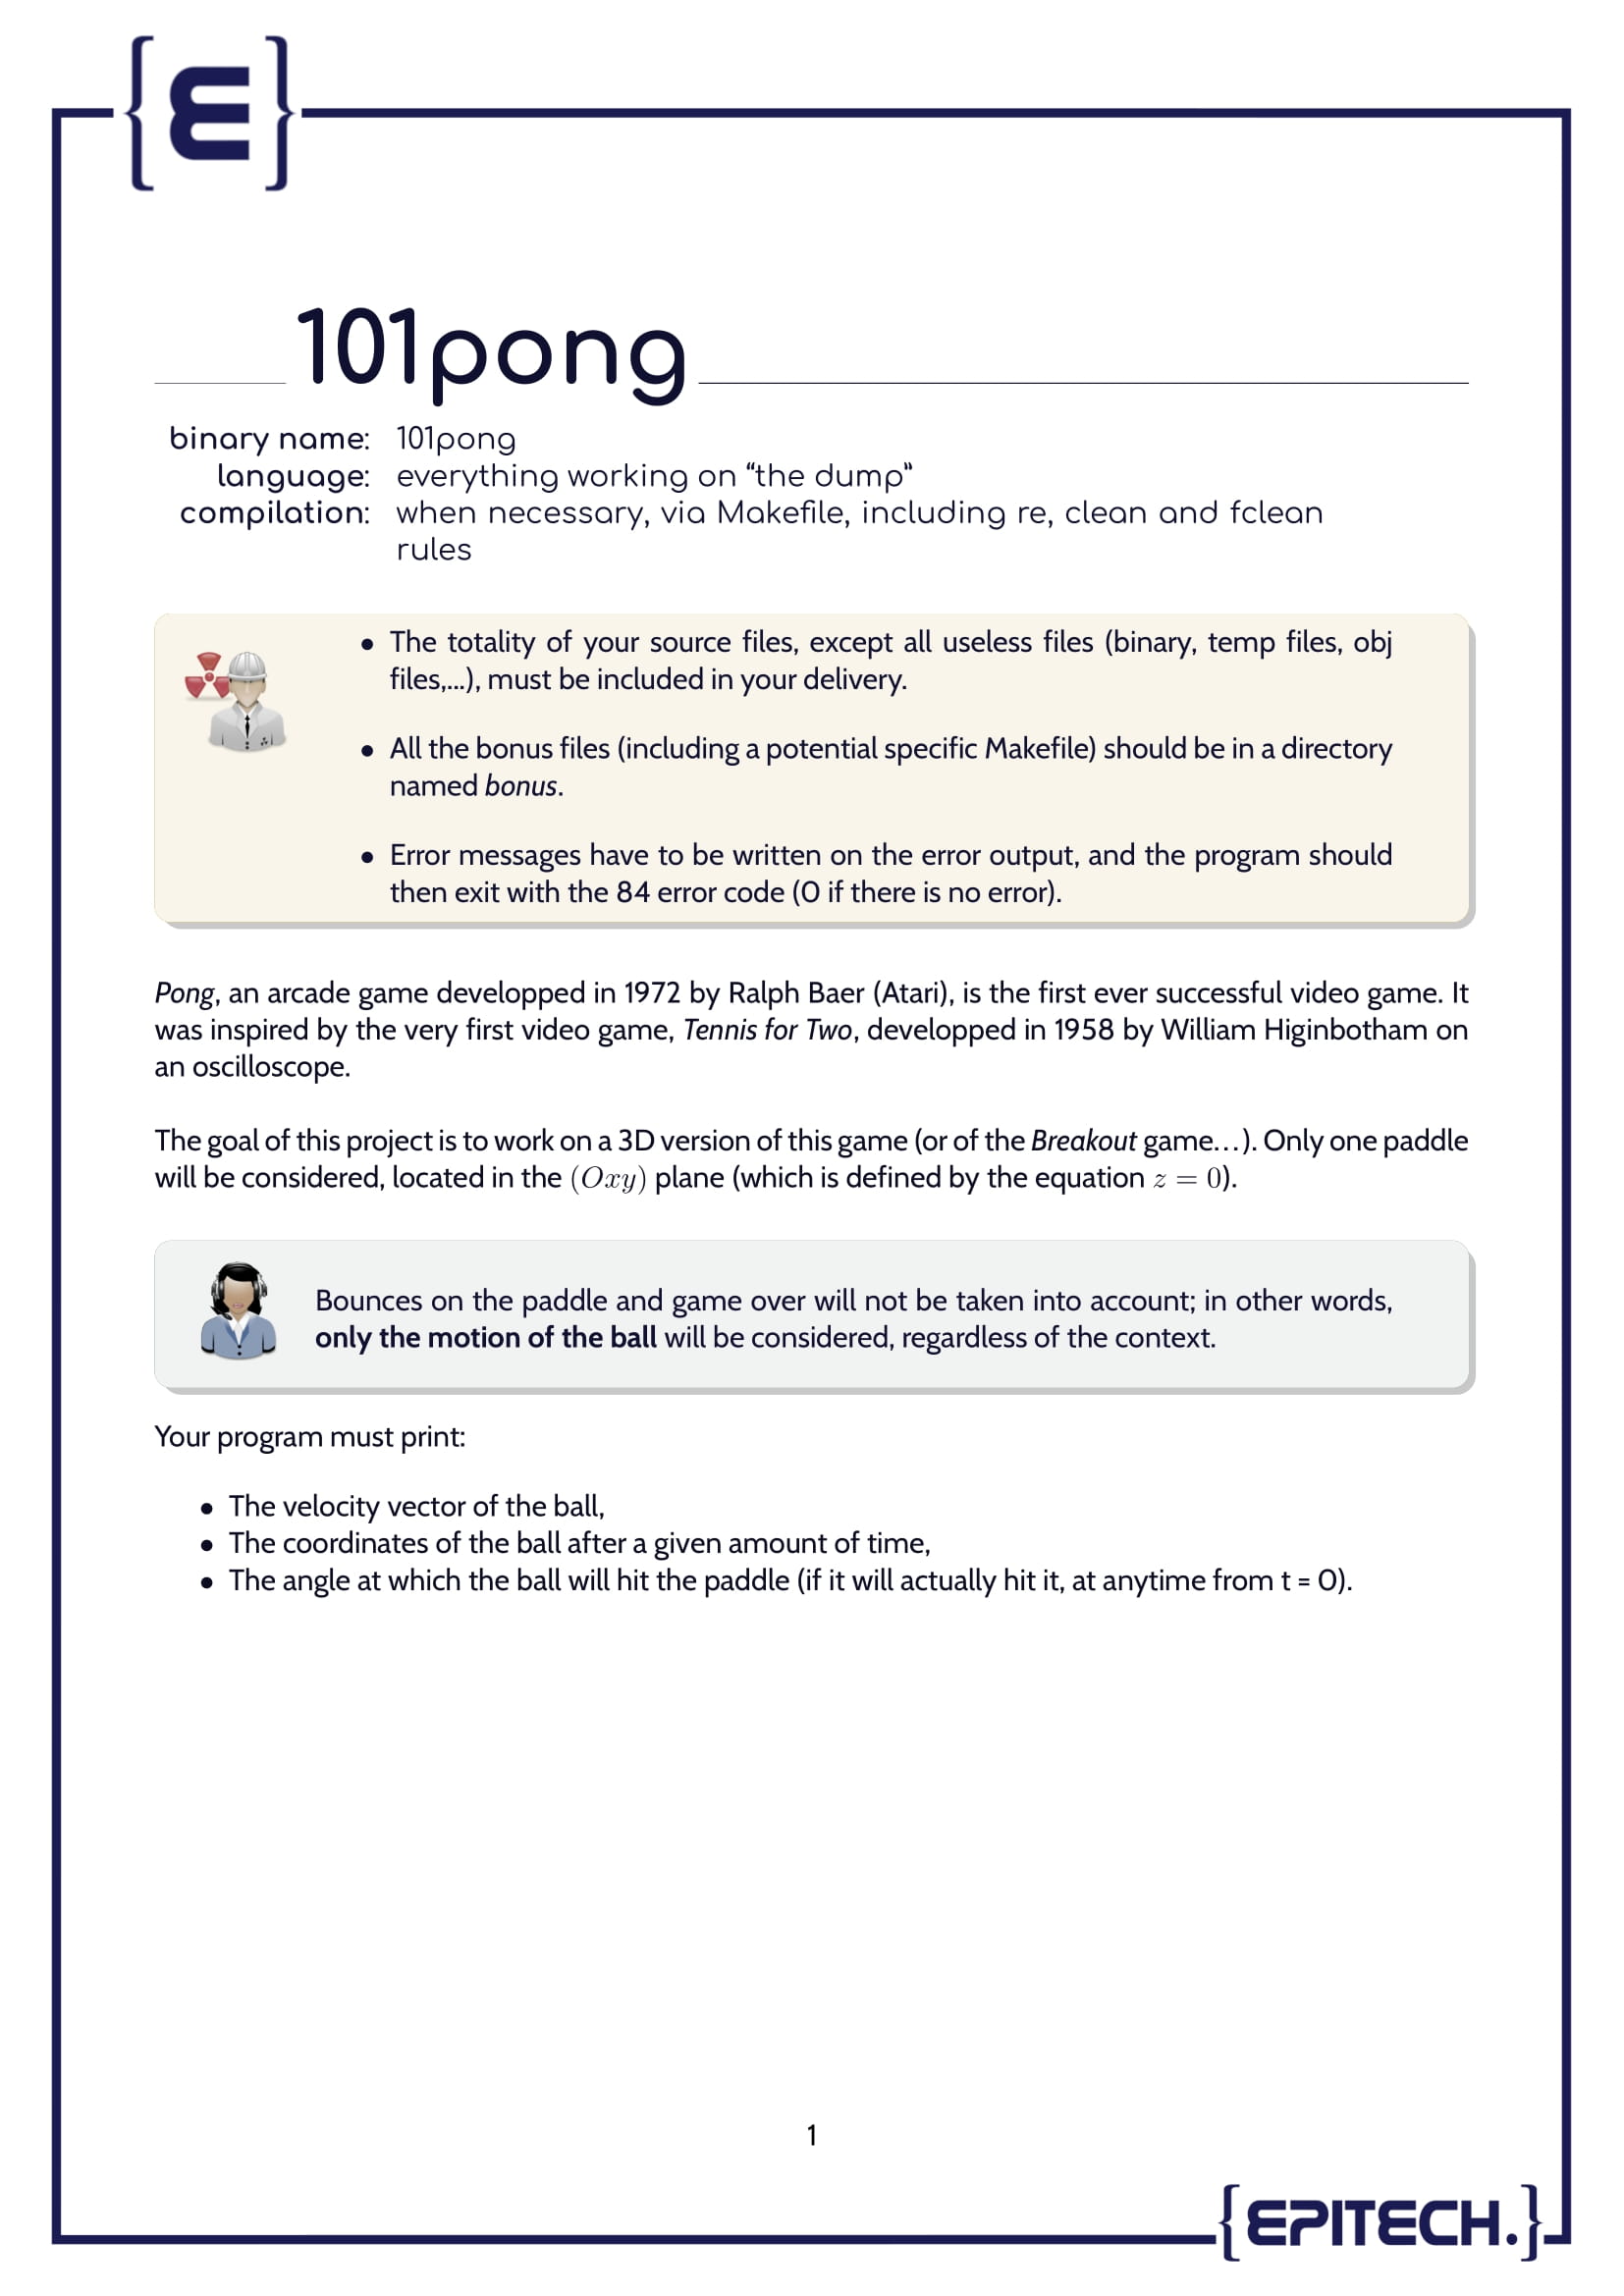 101pong
binary name: 101pong
language: everything working on “the dump”
compilation: when necessary, via Makefile, including re, clean and fclean
rules
• The totality of your source files, except all useless files (binary, temp files, obj
files,...), must be included in your delivery.
• All the bonus files (including a potential specific Makefile) should be in a directory
named bonus.
• Error messages have to be written on the error output, and the program should
then exit with the 84 error code (0 if there is no error).
Pong, an arcade game developped in 1972 by Ralph Baer (Atari), is the first ever successful video game. It
was inspired by the very first video game, Tennis for Two, developped in 1958 by William Higinbotham on
an oscilloscope.
The goal of this project is to work on a 3D version of this game (or of the Breakout game...). Only one paddle
will be considered, located in the (Oxy) plane (which is defined by the equation z = 0).
Bounces on the paddle and game over will not be taken into account; in other words,
only the motion of the ball will be considered, regardless of the context.
Your program must print:
• The velocity vector of the ball,
• The coordinates of the ball after a given amount of time,
• The angle at which the ball will hit the paddle (if it will actually hit it, at anytime from t = 0).
1
{EPITECH.}